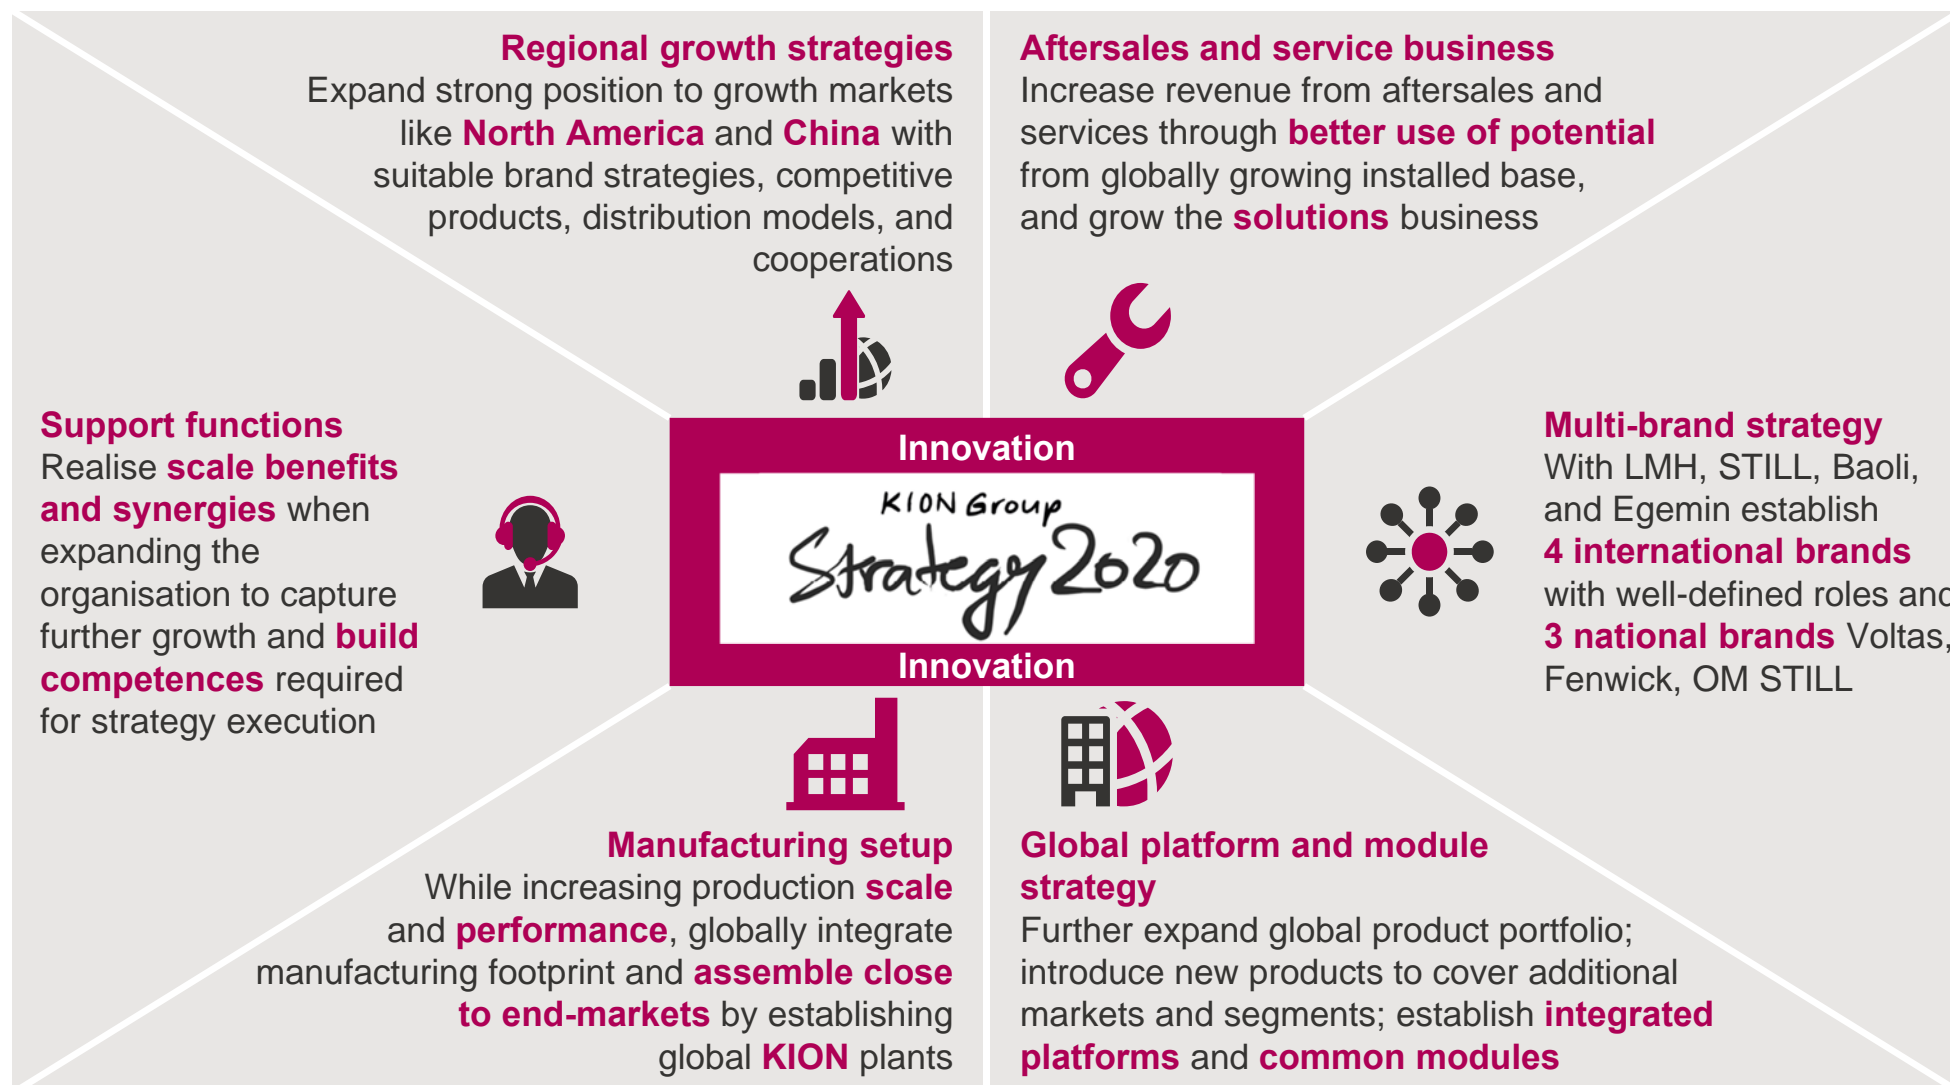 Regional growth strategies
Expand strong position to growth markets
like North America and China with
suitable brand strategies, competitive
products, distribution models, and
cooperations
Aftersales and service business
Increase revenue from aftersales and
services through better use of potential
from globally growing installed base,
and grow the solutions business
Support functions
Realise scale benefits
and synergies when
expanding the
organisation to capture
further growth and build
competences required
for strategy execution
Innovation
KION Group
Strategy 2020
Innovation
Multi-brand strategy
With LMH, STILL, Baoli,
and Egemin establish
4 international brands
with well-defined roles and
3 national brands Voltas,
Fenwick, OM STILL
Manufacturing setup
While increasing production scale
and performance, globally integrate
manufacturing footprint and assemble close
to end-markets by establishing
global KION plants
Global platform and module
strategy
Further expand global product portfolio;
introduce new products to cover additional
markets and segments; establish integrated
platforms and common modules